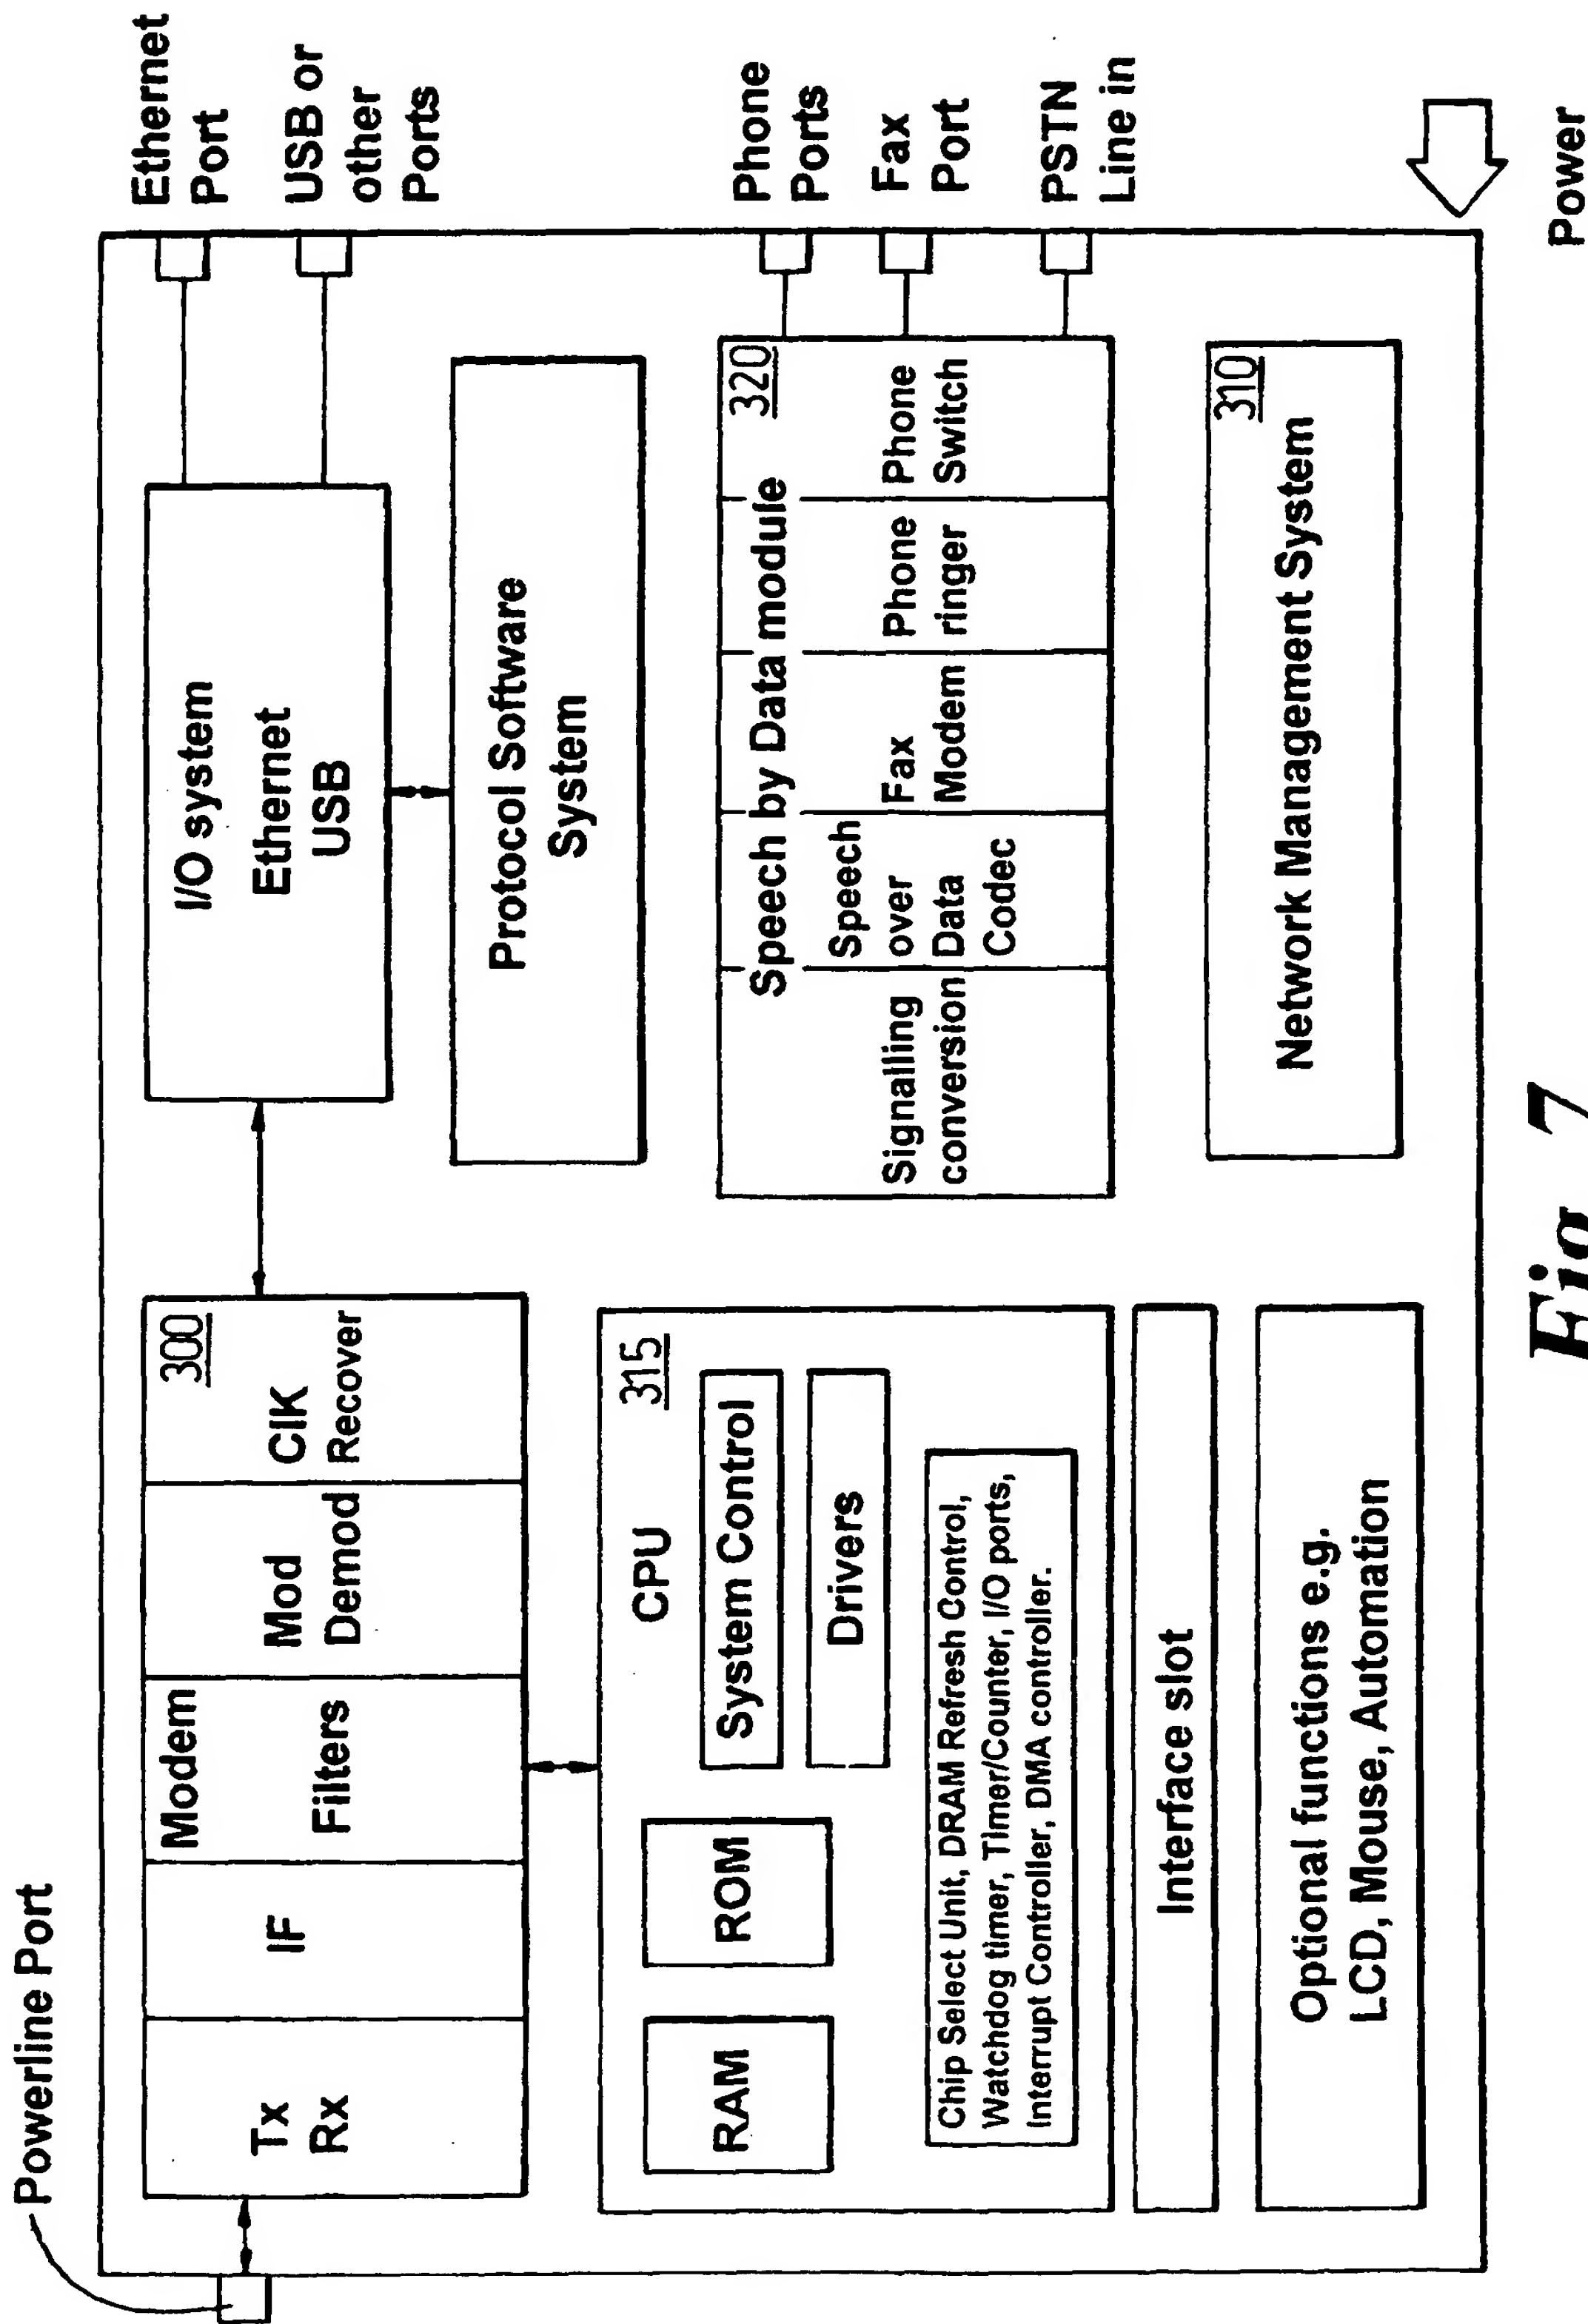 Powerline Port
Tx
Rx
IF
Modem
Filters
Mod
Demod
300
ClK
Recover
I/O system
Ethernet
USB
Ethernet
Port
USB or
other
Ports
Protocol Software
System
315
CPU
RAM
ROM
System Control
Drivers
Chip Select Unit, DRAM Refresh Control,
Watchdog timer, Timer/Counter, I/O ports,
Interrupt Controller, DMA controller.
320
Speech by Data module
Signalling
conversion
Speech
over
Data
Codec
Fax
Modem
Phone
ringer
Phone
Switch
Phone
Ports
Fax
Port
PSTN
Line in
Interface slot
Optional functions e.g.
LCD, Mouse, Automation
310
Network Management System
Power
Fig. 7